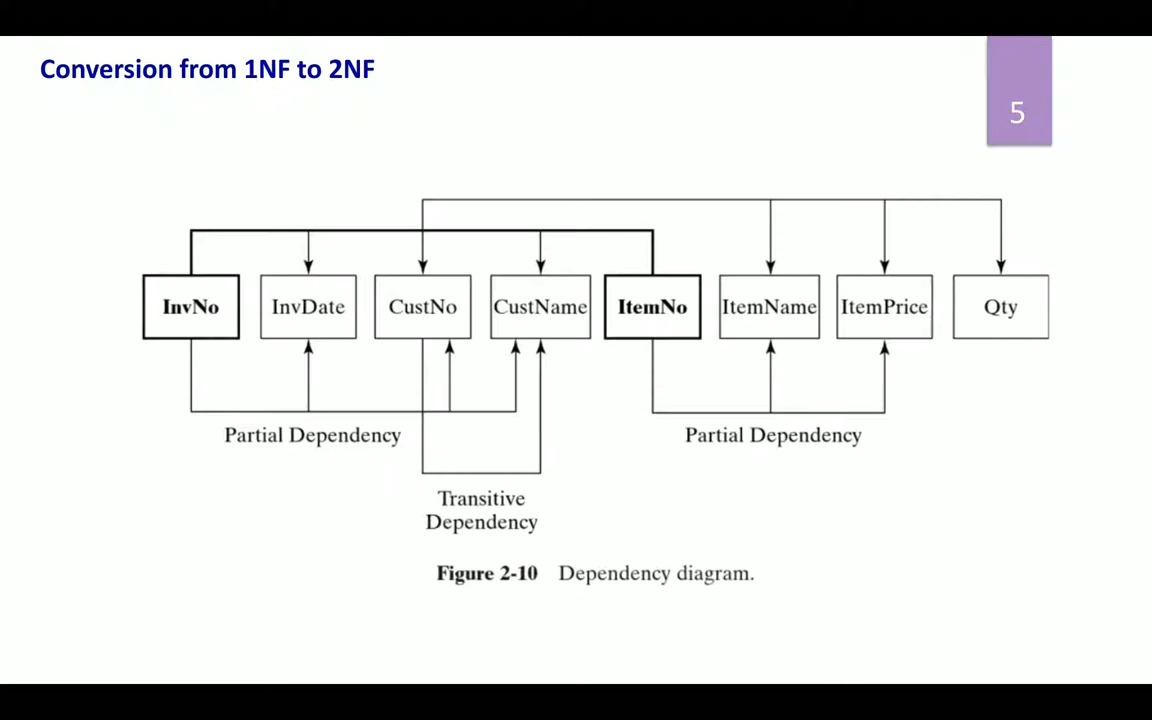 Conversion from 1NF to 2NF
5
InvNo InvDate CustNo CustName ItemNo ItemName ItemPrice Qty
Partial Dependency Partial Dependency
Transitive
Dependency
Figure 2-10 Dependency diagram.